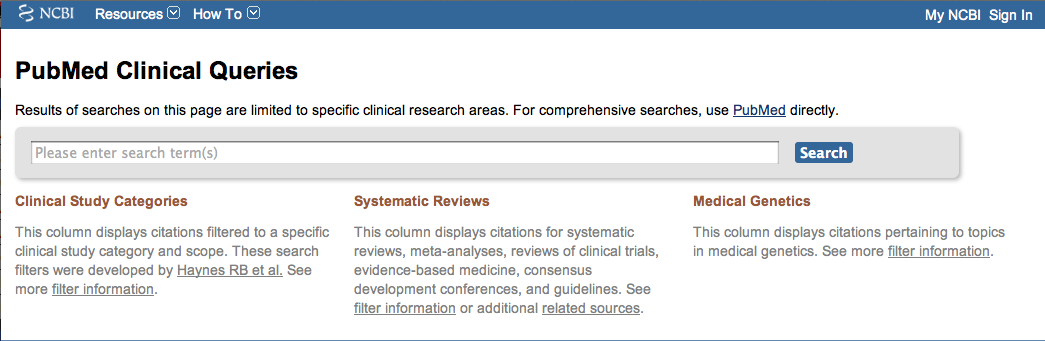 NCBI Resources How To My NCBI Sign In
PubMed Clinical Queries
Results of searches on this page are limited to specific clinical research areas. For comprehensive searches, use PubMed directly.
Please enter search term(s) Search
Clinical Study Categories
This column displays citations filtered to a specific
clinical study category and scope. These search
filters were developed by Haynes RB et al. See
more filter information.
Systematic Reviews
This column displays citations for systematic
reviews, meta-analyses, reviews of clinical trials,
evidence-based medicine, consensus
development conferences, and guidelines. See
filter information or additional related sources.
Medical Genetics
This column displays citations pertaining to topics
in medical genetics. See more filter information.